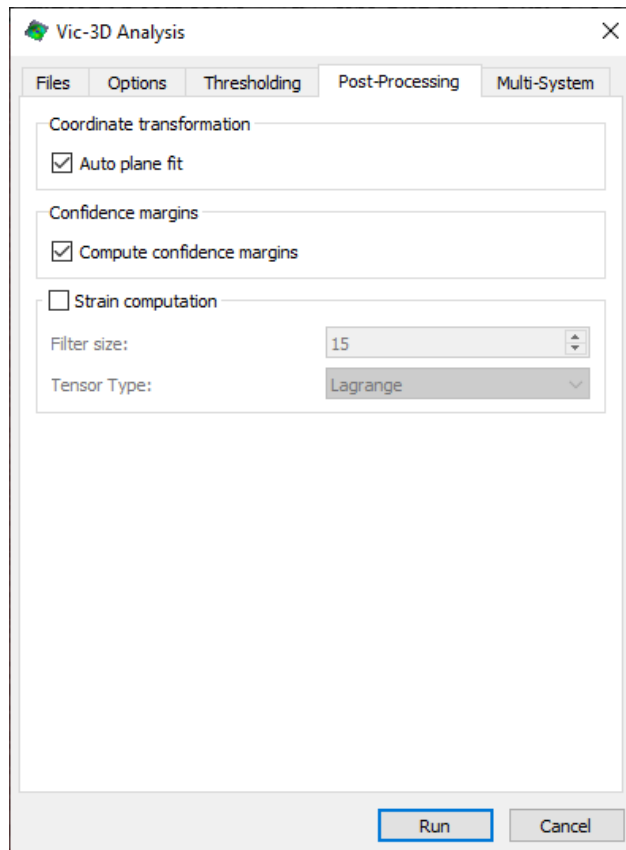 Vic-3D Analysis
Files Options Thresholding Post-Processing Multi-System
Coordinate transformation
Auto plane fit
Confidence margins
Compute confidence margins
Strain computation
Filter size: 15
Tensor Type: Lagrange
Run Cancel